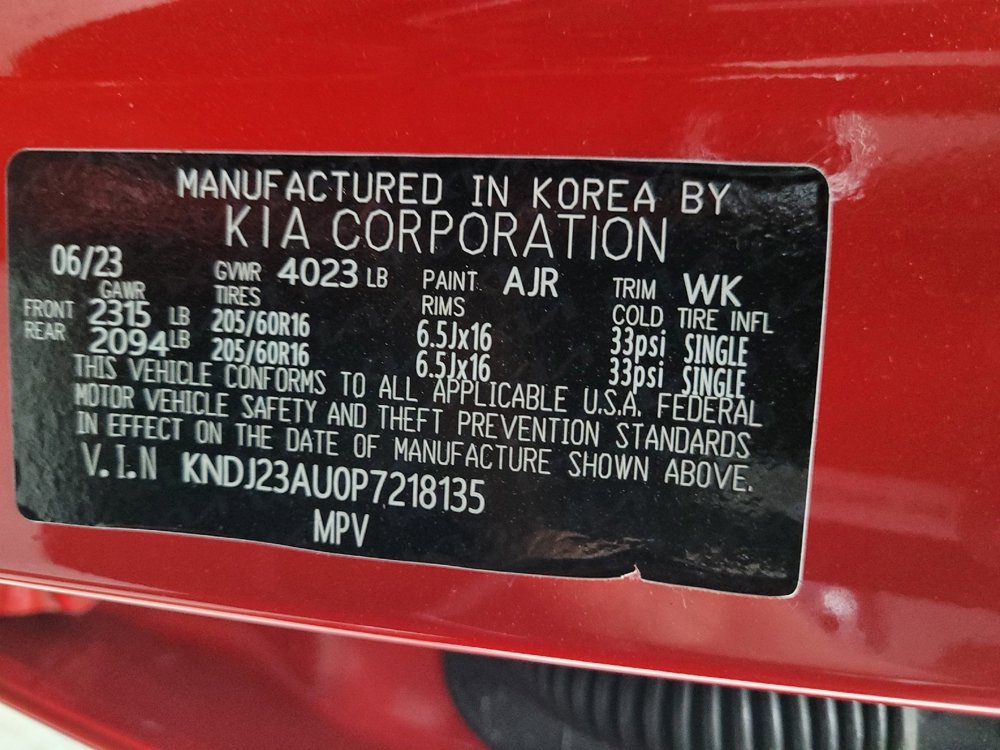 MANUFACTURED IN KOREA BY
KIA CORPORATION
06/23 GVWR 4023 LB PAINT AJR TRIM WK
GAWR TIRES RIMS COLD TIRE INFL
FRONT 2315 LB 205/60R16 6.5Jx16 33psi SINGLE
REAR 2094 LB 205/60R16 6.5Jx16 33psi SINGLE
THIS VEHICLE CONFORMS TO ALL APPLICABLE U.S.A. FEDERAL
MOTOR VEHICLE SAFETY AND THEFT PREVENTION STANDARDS
IN EFFECT ON THE DATE OF MANUFACTURE SHOWN ABOVE.
V.I.N KNDJ23AU0P7218135
MPV